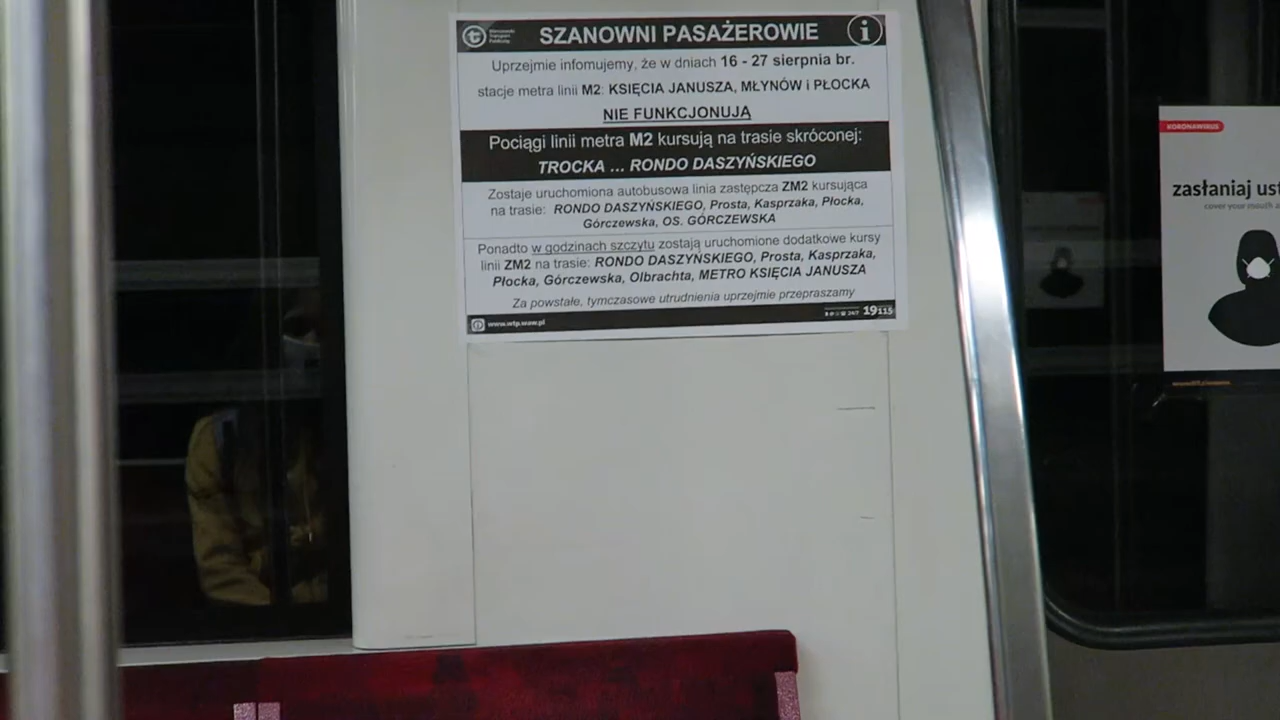 SZANOWNI PASAŻEROWIE
Uprzejmie infomujemy, że w dniach 16 - 27 sierpnia br.
stacje metra linii M2: KSIĘCIA JANUSZA, MŁYNÓW i PŁOCKA
NIE FUNKCJONUJĄ
Pociągi linii metra M2 kursują na trasie skróconej:
TROCKA ... RONDO DASZYŃSKIEGO
Zostaje uruchomiona autobusowa linia zastępcza ZM2 kursująca
na trasie: RONDO DASZYŃSKIEGO, Prosta, Kasprzaka, Płocka,
Górczewska, OS. GÓRCZEWSKA
Ponadto w godzinach szczytu zostają uruchomione dodatkowe kursy
linii ZM2 na trasie: RONDO DASZYŃSKIEGO, Prosta, Kasprzaka,
Płocka, Górczewska, Olbrachta, METRO KSIĘCIA JANUSZA
Za powstałe, tymczasowe utrudnienia uprzejmie przepraszamy
www.wtp.waw.pl
24/7 19115
KORONAWIRUS
zasłaniaj ust
cover your mouth